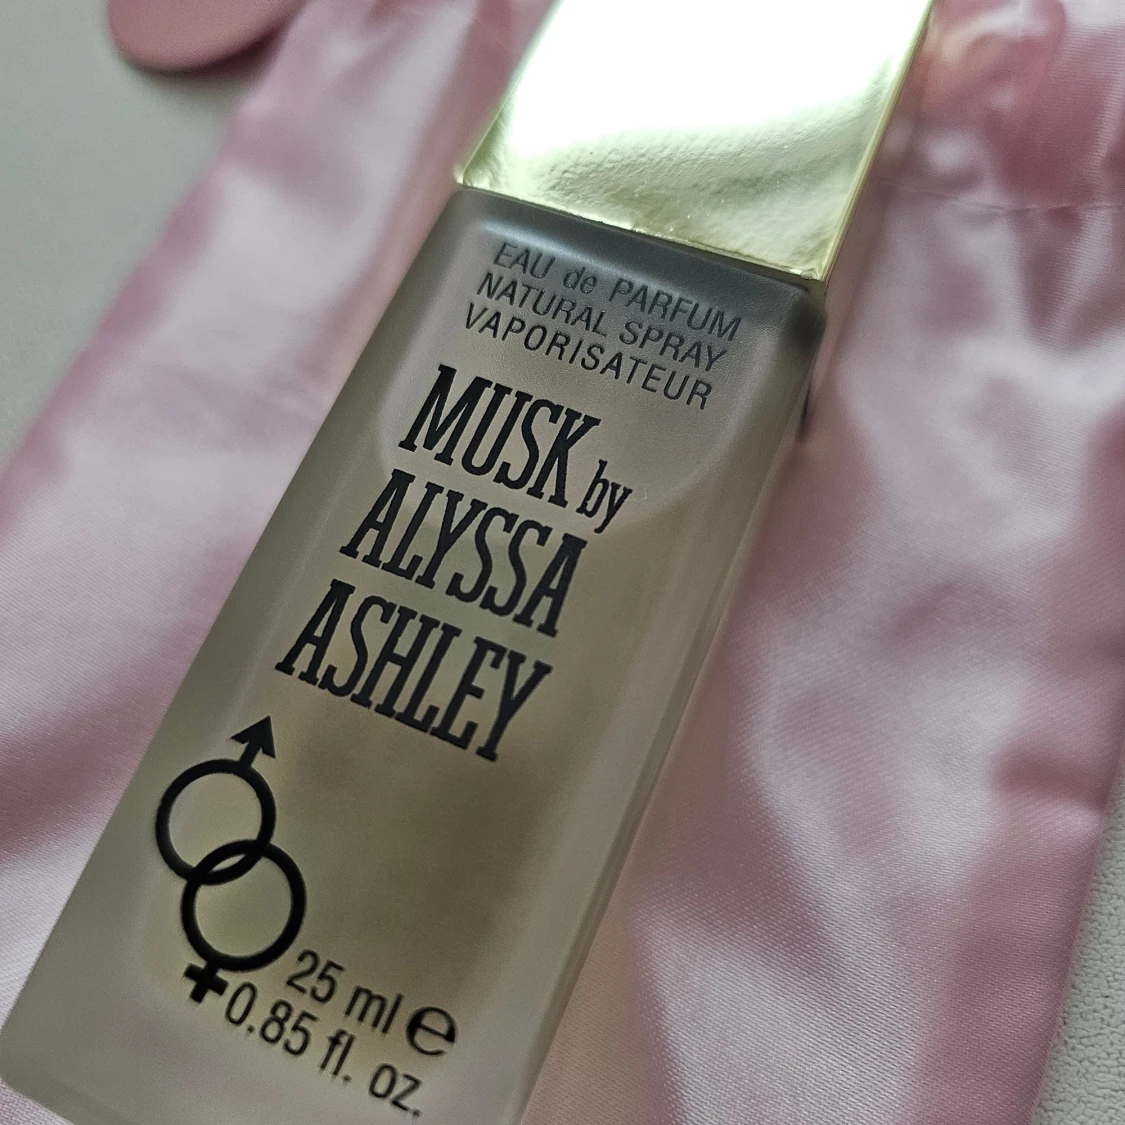 EAU de PARFUM
NATURAL SPRAY
VAPORISATEUR
MUSK by
ALYSSA
ASHLEY
25 ml e
0.85 fl. oz.